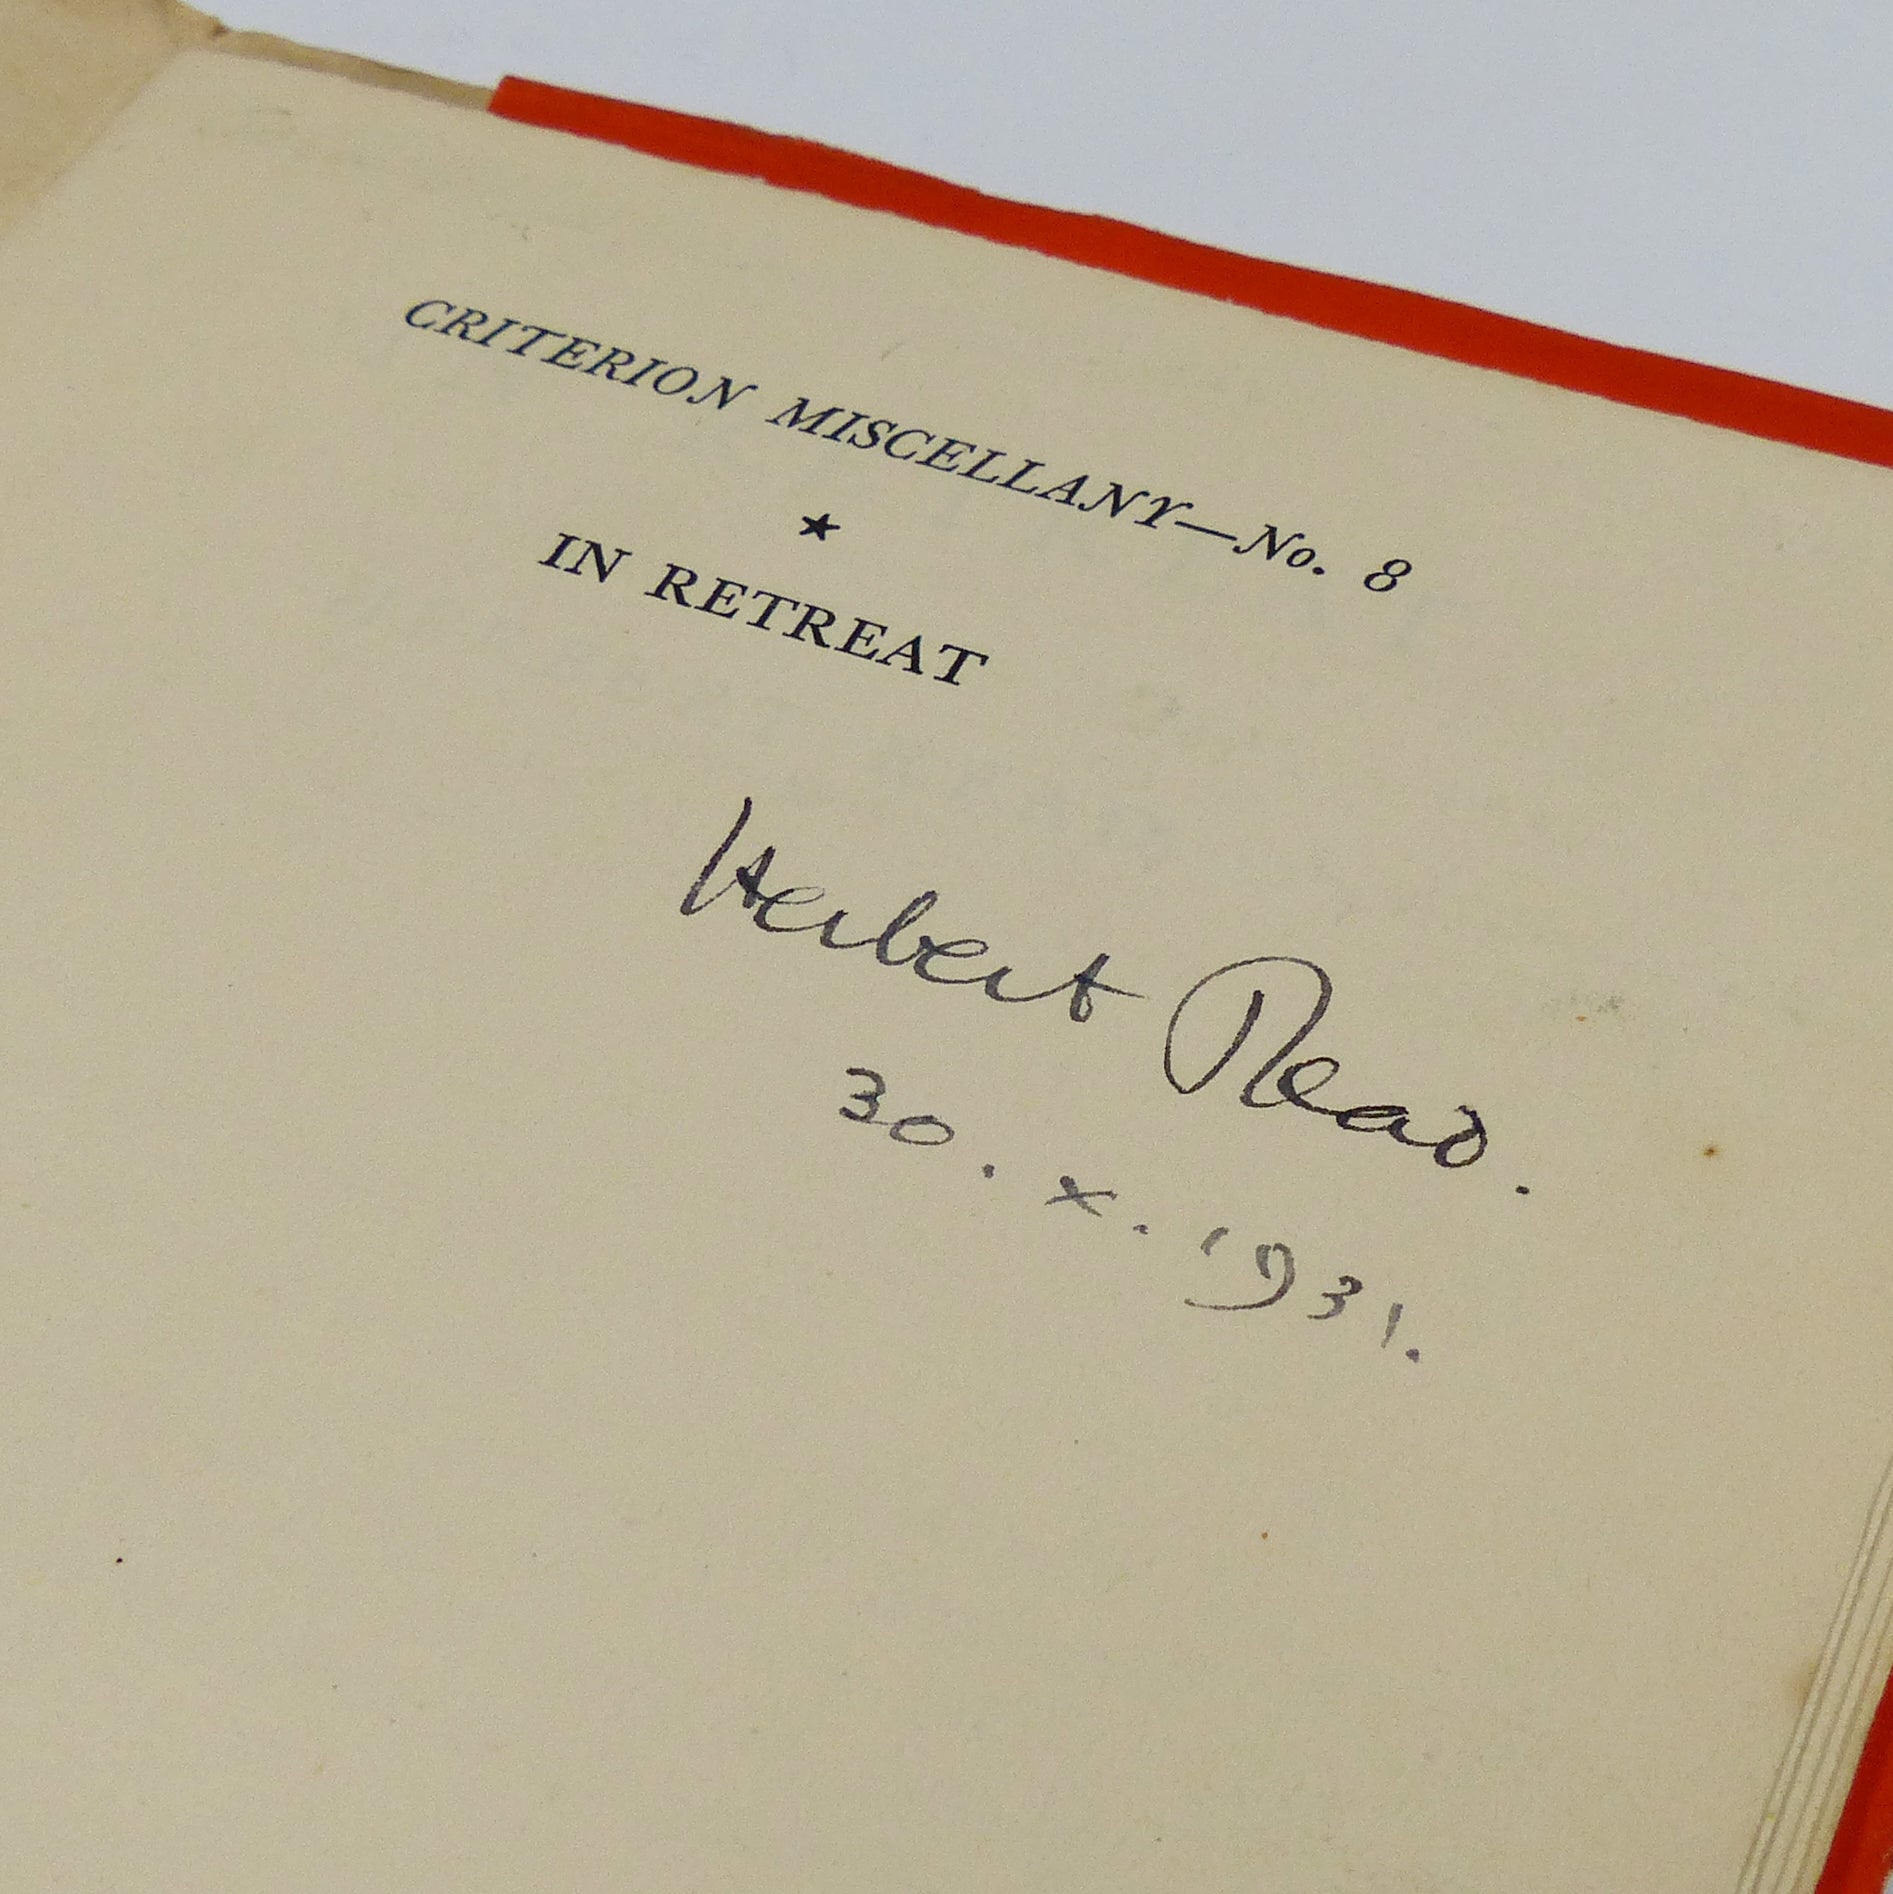 CRITERION MISCELLANY—No. 8
★
IN RETREAT
Herbert Read.
30. x. 1931.